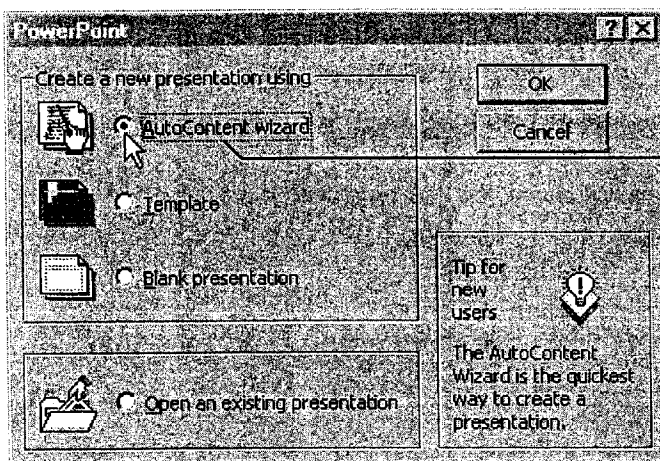 PowerPoint
Create a new presentation using
OK
AutoContent wizard
Cancel
Template
Blank presentation
Tip for
new
users
The AutoContent
Wizard is the quickest
way to create a
presentation.
Open an existing presentation